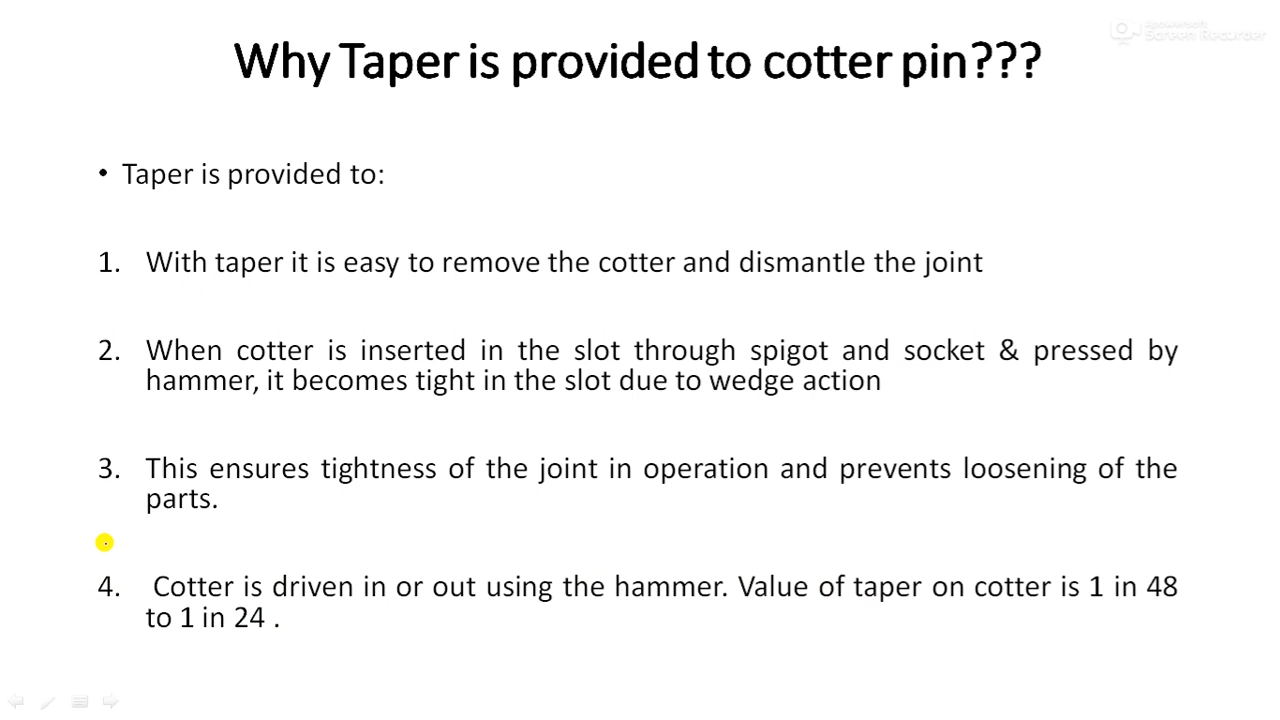 Apowersoft
Screen Recorder
Why Taper is provided to cotter pin???
• Taper is provided to:
1. With taper it is easy to remove the cotter and dismantle the joint
2. When cotter is inserted in the slot through spigot and socket & pressed by
hammer, it becomes tight in the slot due to wedge action
3. This ensures tightness of the joint in operation and prevents loosening of the
parts.
4. Cotter is driven in or out using the hammer. Value of taper on cotter is 1 in 48
to 1 in 24 .